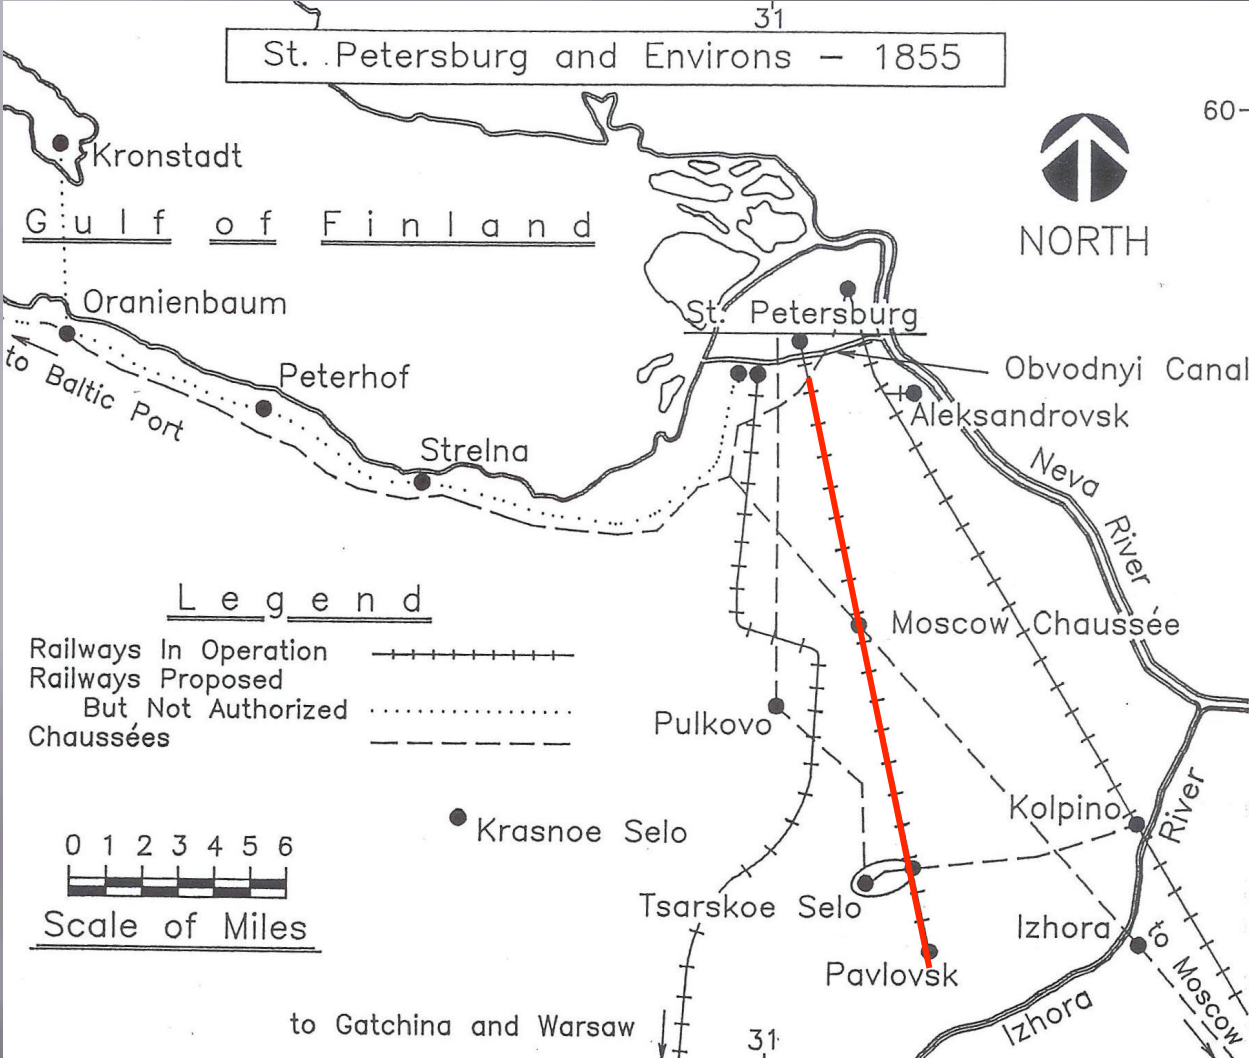 31
St. Petersburg and Environs - 1855
60-
Kronstadt
NORTH
Gulf of Finland
Oranienbaum
St. Petersburg
to Baltic Port
Peterhof
Obvodnyi Canal
Aleksandrovsk
Strelna
Neva
River
Legend
Moscow Chaussée
Railways In Operation
Railways Proposed
But Not Authorized
Chaussées
Pulkovo
Kolpino
River
0 1 2 3 4 5 6
Krasnoe Selo
Scale of Miles
Tsarskoe Selo
Izhora
to Moscow
Pavlovsk
Izhora
to Gatchina and Warsaw
31